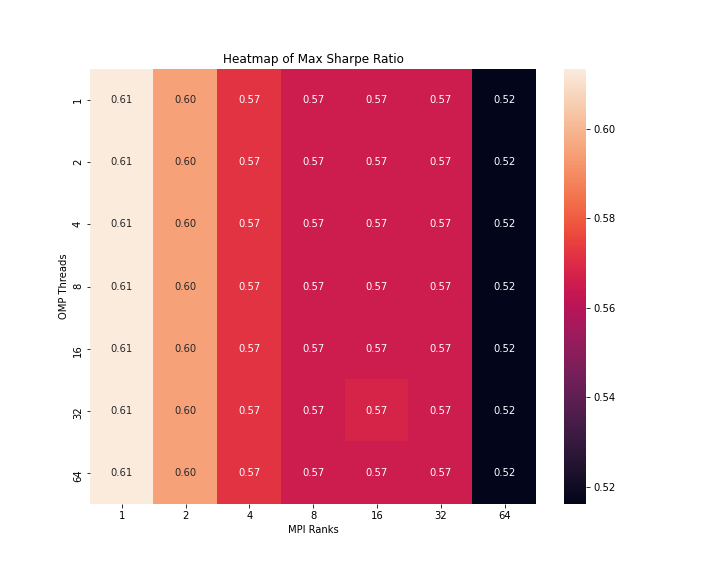 Heatmap of Max Sharpe Ratio
1 0.61 0.60 0.57 0.57 0.57 0.57 0.52
2 0.61 0.60 0.57 0.57 0.57 0.57 0.52
4 0.61 0.60 0.57 0.57 0.57 0.57 0.52
8 0.61 0.60 0.57 0.57 0.57 0.57 0.52
16 0.61 0.60 0.57 0.57 0.57 0.57 0.52
32 0.61 0.60 0.57 0.57 0.57 0.57 0.52
64 0.61 0.60 0.57 0.57 0.57 0.57 0.52
OMP Threads
1 2 4 8 16 32 64
MPI Ranks
0.60
0.58
0.56
0.54
0.52